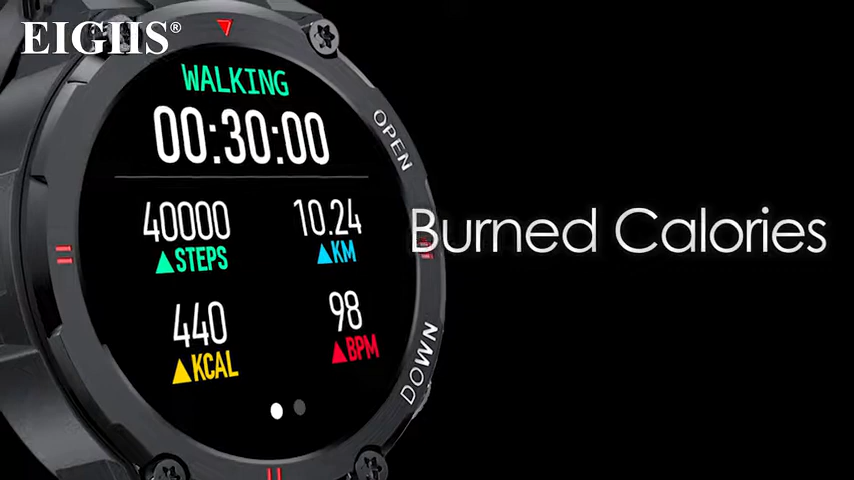 EIGIIS®
WALKING
00:30:00
OPEN
40000
STEPS
10.24
KM
Burned Calories
440
KCAL
98
BPM
DOWN